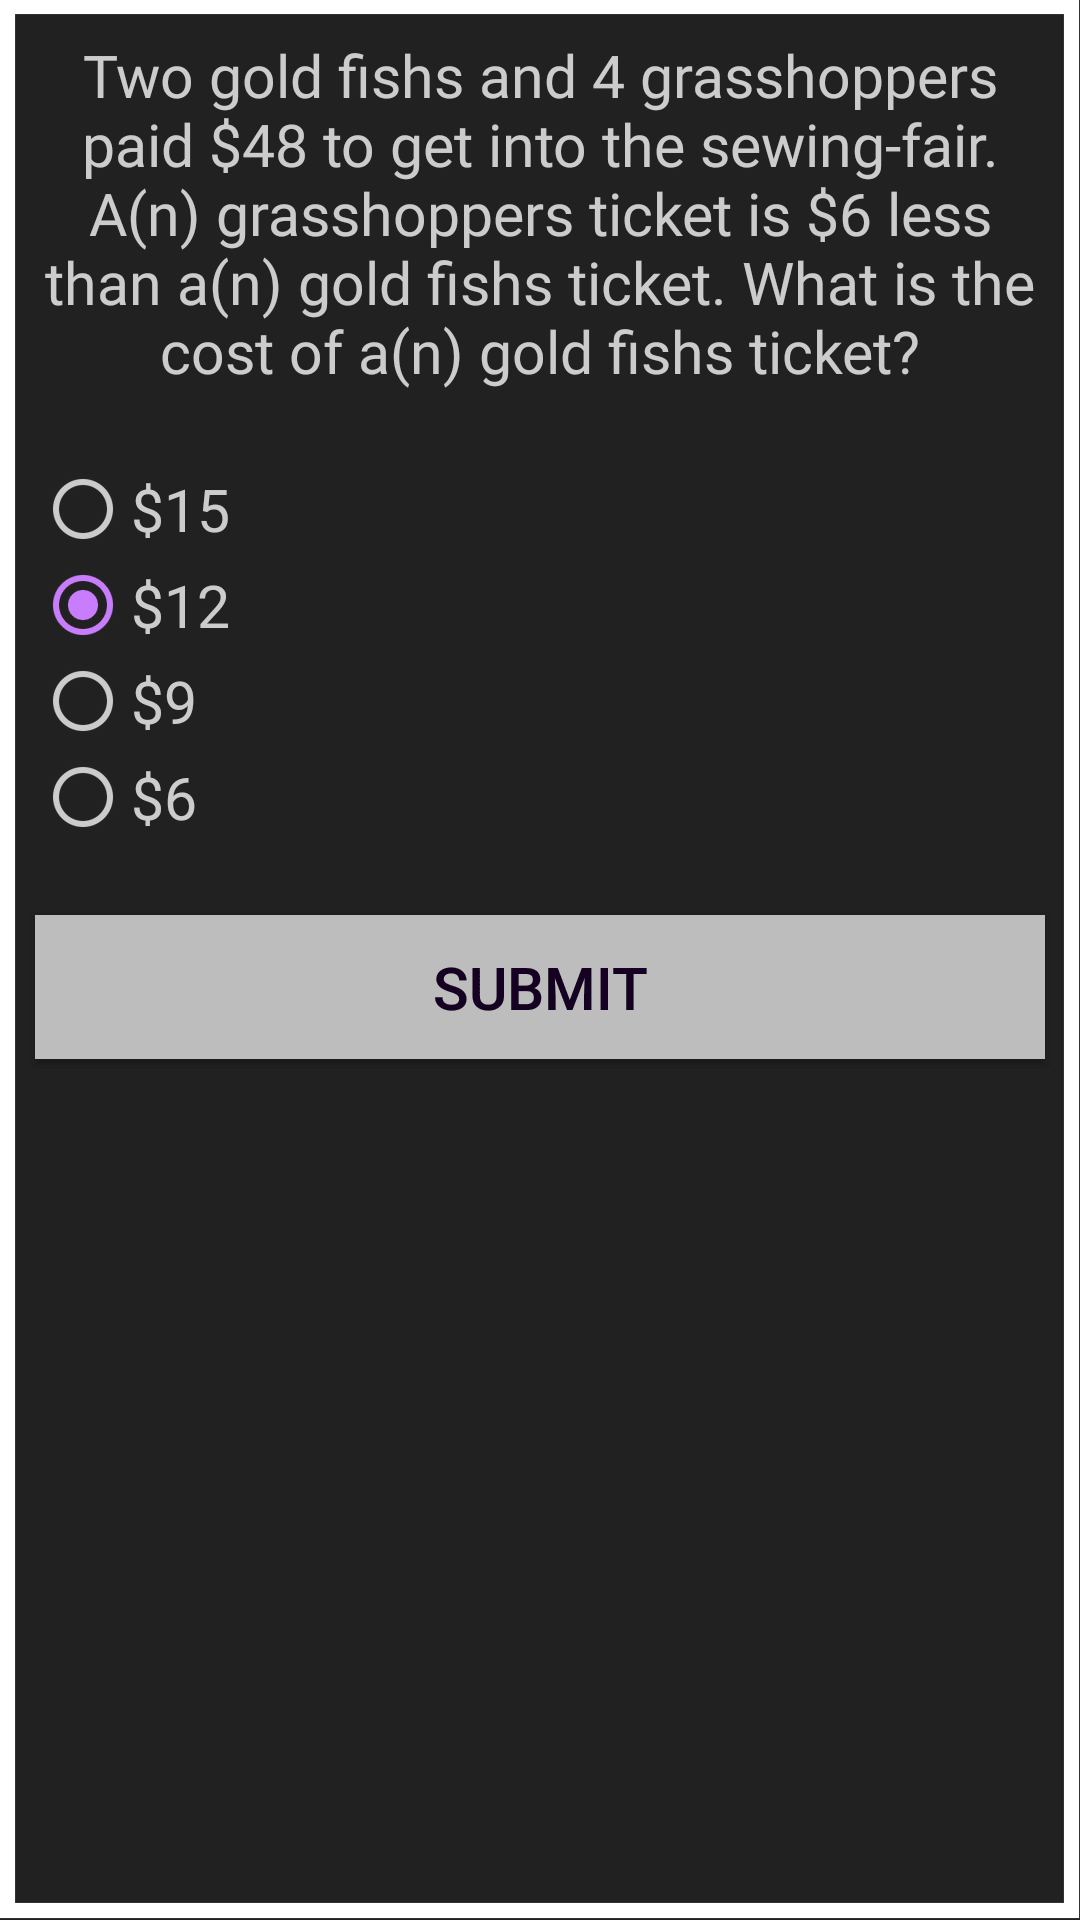 Two gold fishs and 4 grasshoppers
paid $48 to get into the sewing-fair.
A(n) grasshoppers ticket is $6 less
than a(n) gold fishs ticket. What is the
cost of a(n) gold fishs ticket?
$15
$12
$9
$6
SUBMIT